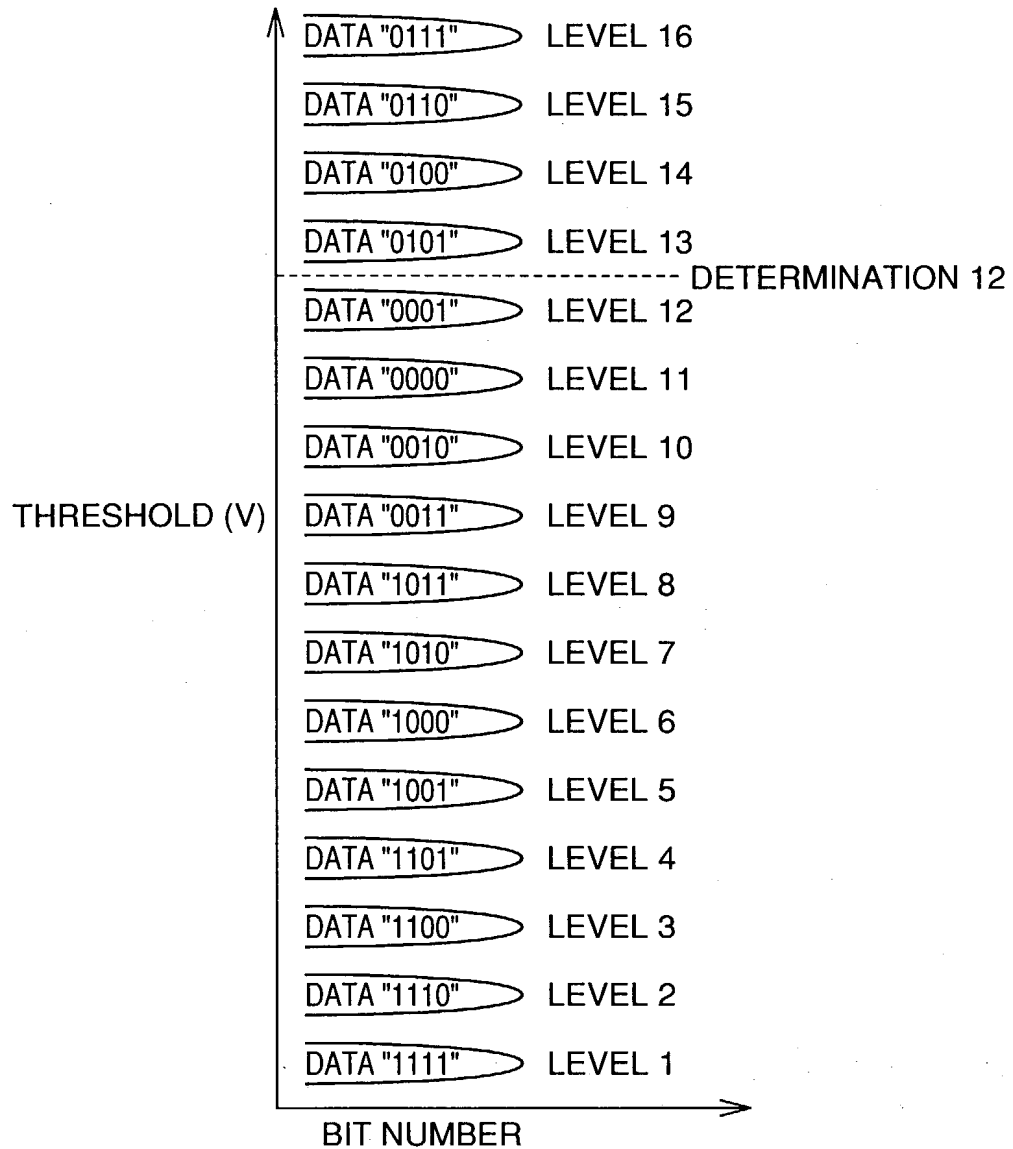 DATA "0111" LEVEL 16
DATA "0110" LEVEL 15
DATA "0100" LEVEL 14
DATA "0101" LEVEL 13
DETERMINATION 12
DATA "0001" LEVEL 12
DATA "0000" LEVEL 11
DATA "0010" LEVEL 10
THRESHOLD (V) DATA "0011" LEVEL 9
DATA "1011" LEVEL 8
DATA "1010" LEVEL 7
DATA "1000" LEVEL 6
DATA "1001" LEVEL 5
DATA "1101" LEVEL 4
DATA "1100" LEVEL 3
DATA "1110" LEVEL 2
DATA "1111" LEVEL 1
BIT NUMBER